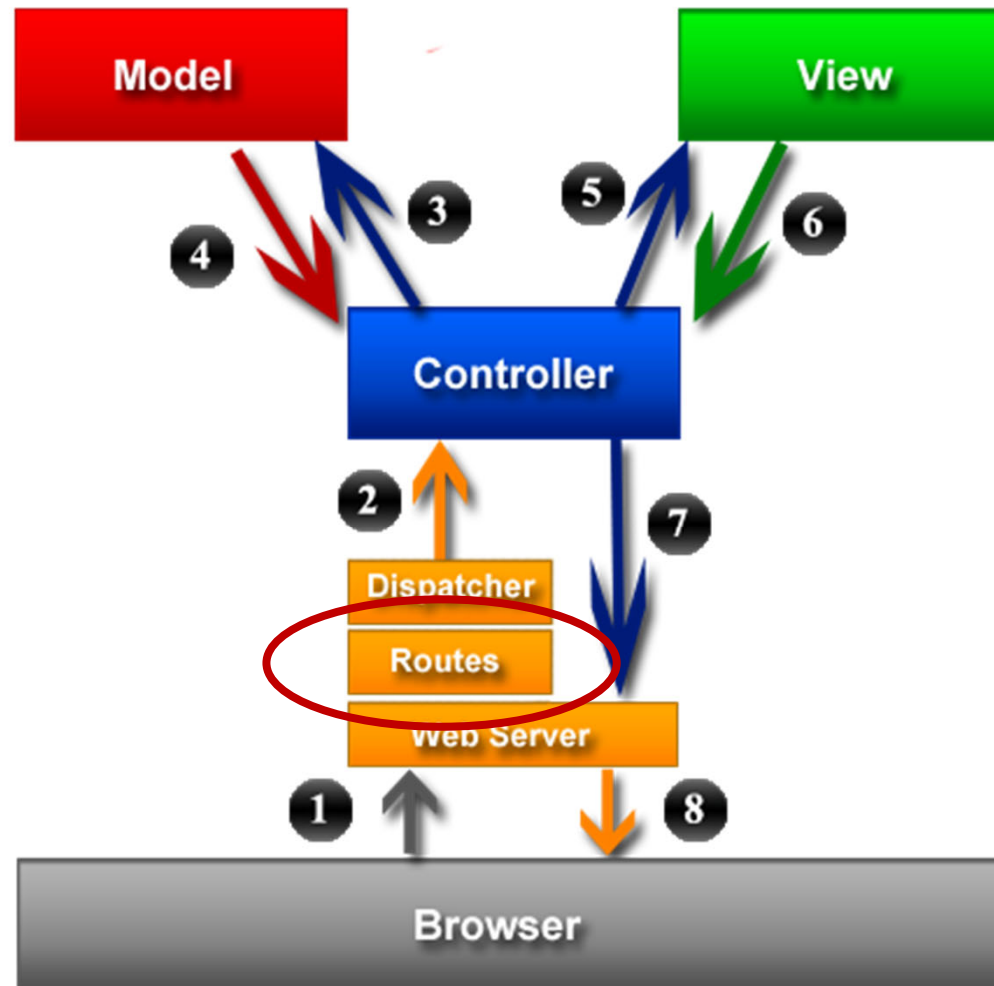 Model
View
3
5
6
4
Controller
2
7
Dispatcher
Routes
Web Server
1
8
Browser